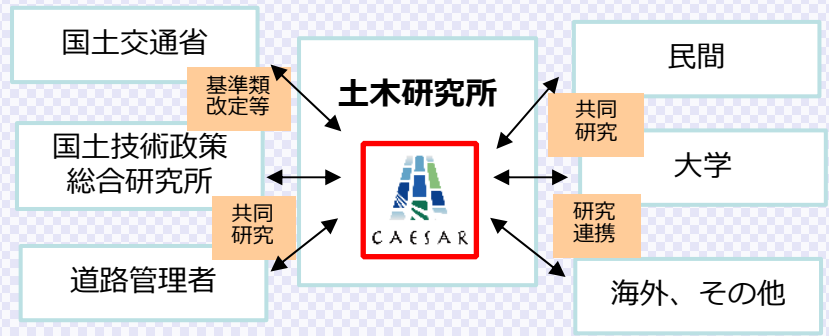 国土交通省
基準類
改定等
国土技術政策
総合研究所
共同
研究
道路管理者
土木研究所
CAESAR
民間
共同
研究
大学
研究
連携
海外、その他